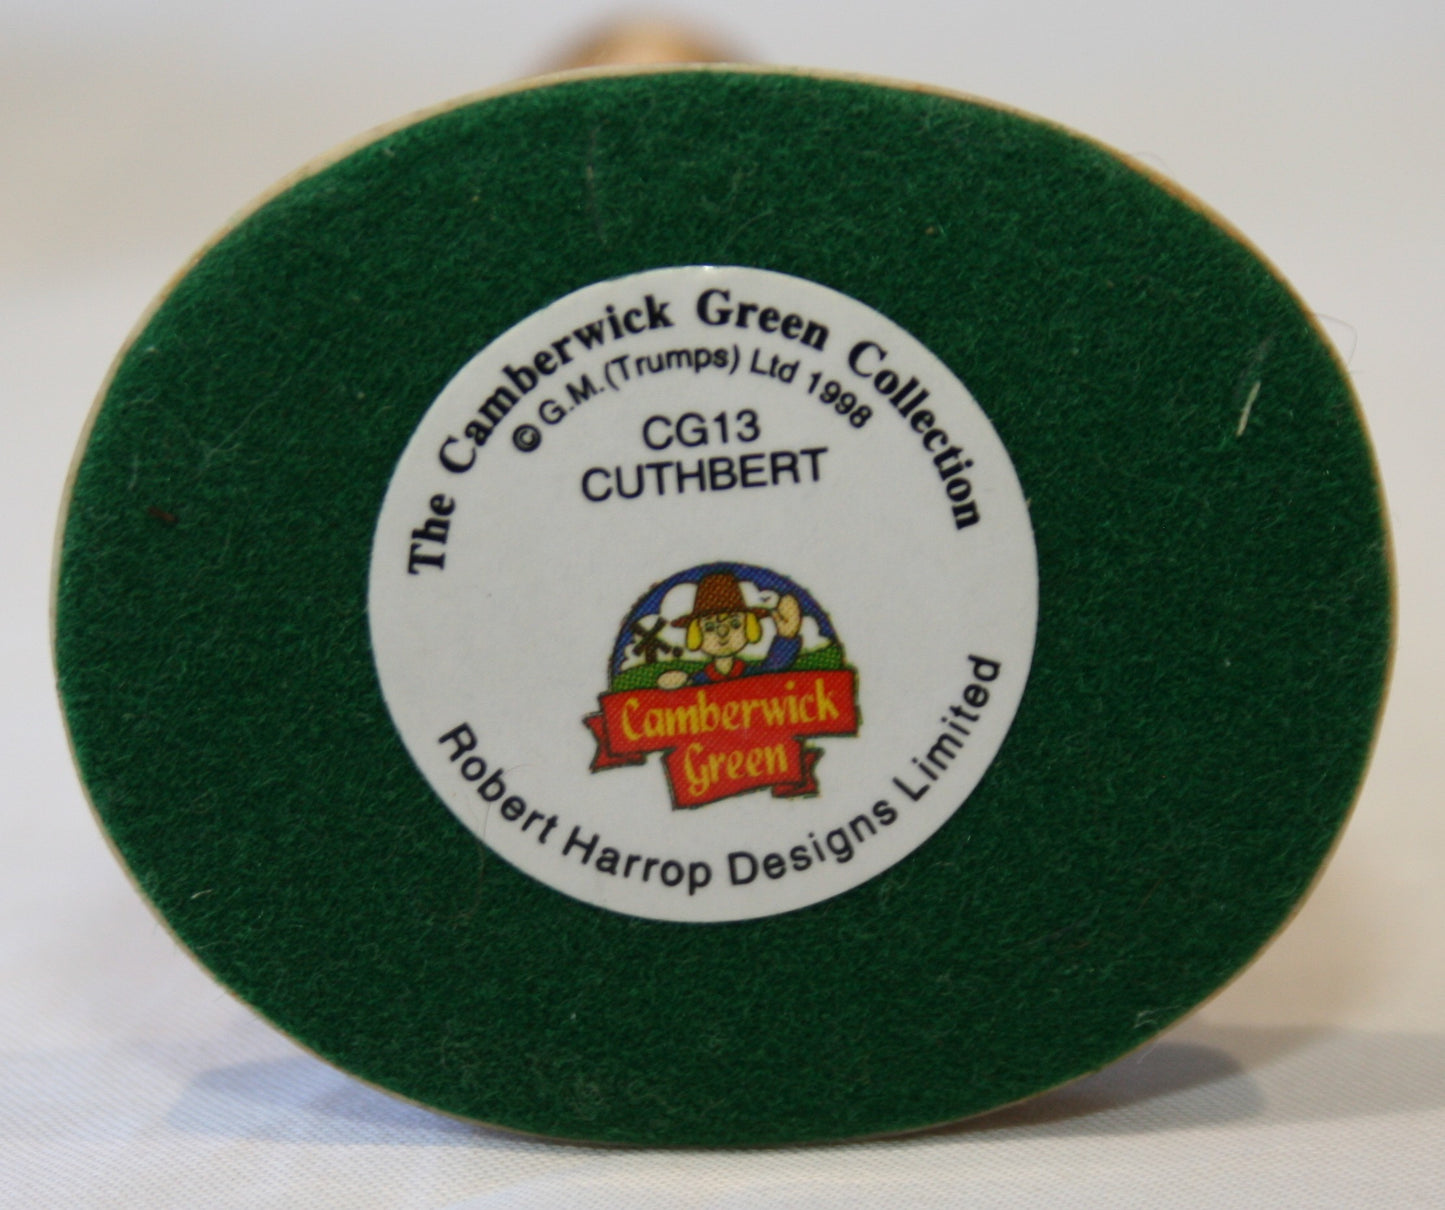 The Camberwick Green Collection
© G.M.(Trumps) Ltd 1998
CG13
CUTHBERT
Camberwick
Green
Robert Harrop Designs Limited